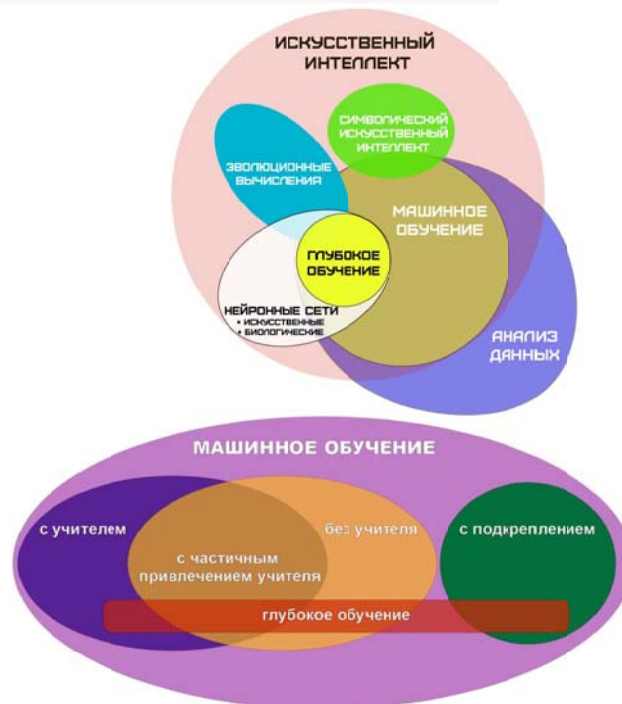 ИСКУССТВЕННЫЙ
ИНТЕЛЛЕКТ
СИМВОЛИЧЕСКИЙ
ИСКУССТВЕННЫЙ
ИНТЕЛЛЕКТ
ЭВОЛЮЦИОННЫЕ
ВЫЧИСЛЕНИЯ
МАШИННОЕ
ОБУЧЕНИЕ
ГЛУБОКОЕ
ОБУЧЕНИЕ
НЕЙРОННЫЕ СЕТИ
• ИСКУССТВЕННЫЕ
• БИОЛОГИЧЕСКИЕ
АНАЛИЗ
ДАННЫХ
МАШИННОЕ ОБУЧЕНИЕ
с учителем
без учителя
с подкреплением
с частичным
привлечением учителя
глубокое обучение